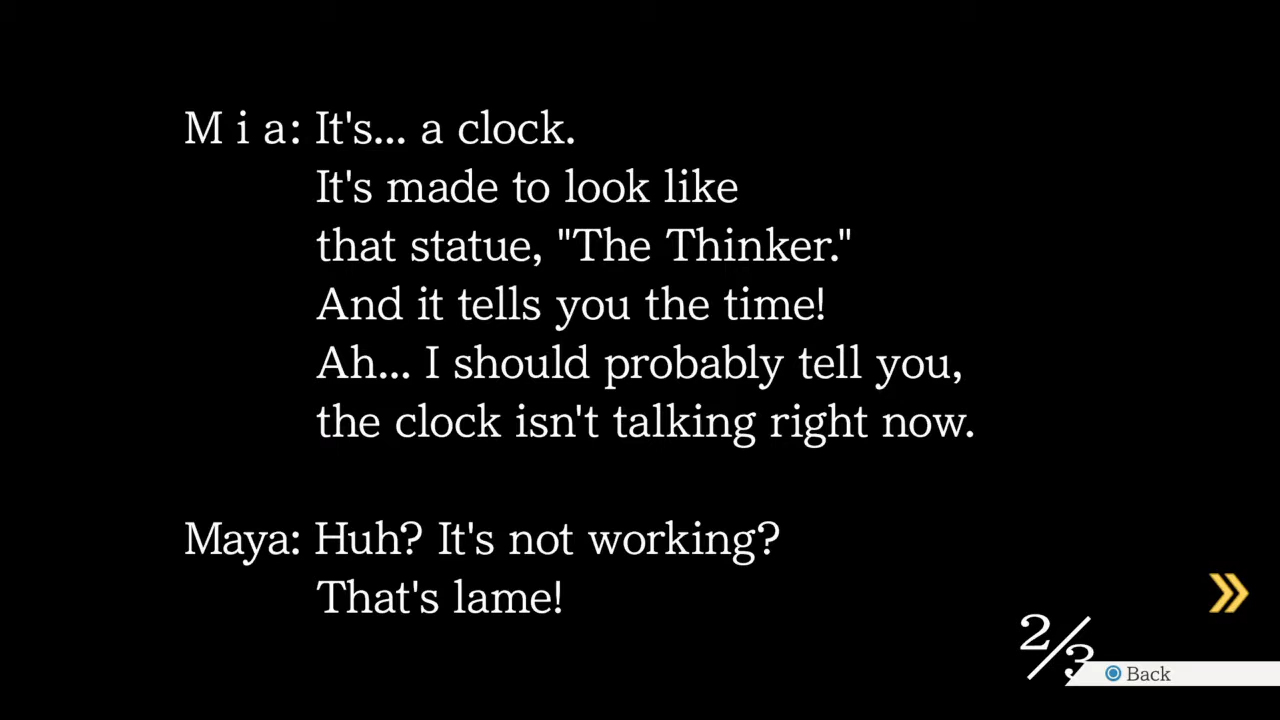 M i a: It's... a clock.
It's made to look like
that statue, "The Thinker."
And it tells you the time!
Ah... I should probably tell you,
the clock isn't talking right now.
Maya: Huh? It's not working?
That's lame!
2/3
Back